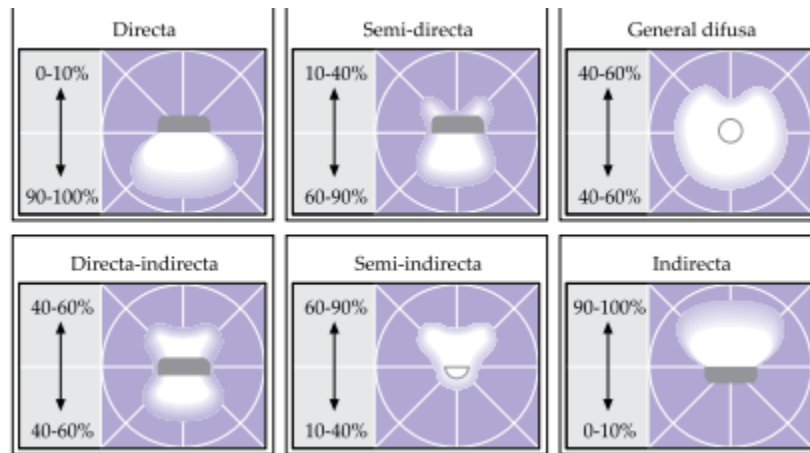 Directa
0-10%
90-100%
Semi-directa
10-40%
60-90%
General difusa
40-60%
40-60%
Directa-indirecta
40-60%
40-60%
Semi-indirecta
60-90%
10-40%
Indirecta
90-100%
0-10%